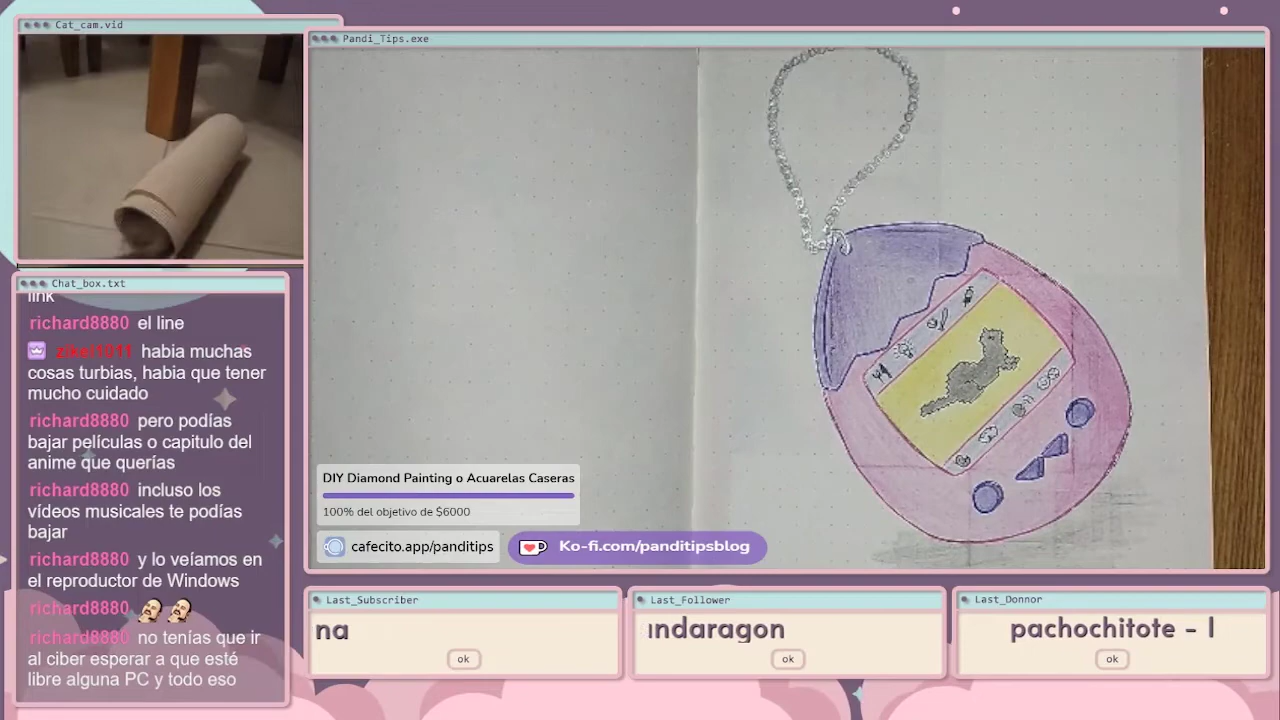 Cat_cam.vid
Pandi_Tips.exe
Chat_box.txt
link
richard8880 el line
zikel1011 habia muchas
cosas turbias, habia que tener
mucho cuidado
richard8880 pero podías
bajar películas o capitulo del
anime que querías
richard8880 incluso los
vídeos musicales te podías
bajar
richard8880 y lo veíamos en
el reproductor de Windows
richard8880
richard8880 no tenías que ir
al ciber esperar a que esté
libre alguna PC y todo eso
DIY Diamond Painting o Acuarelas Caseras
100% del objetivo de $6000
cafecito.app/panditips
Ko-fi.com/panditipsblog
Last_Subscriber
na
ok
Last_Follower
ındaragon
ok
Last_Donnor
pachochitote - l
ok